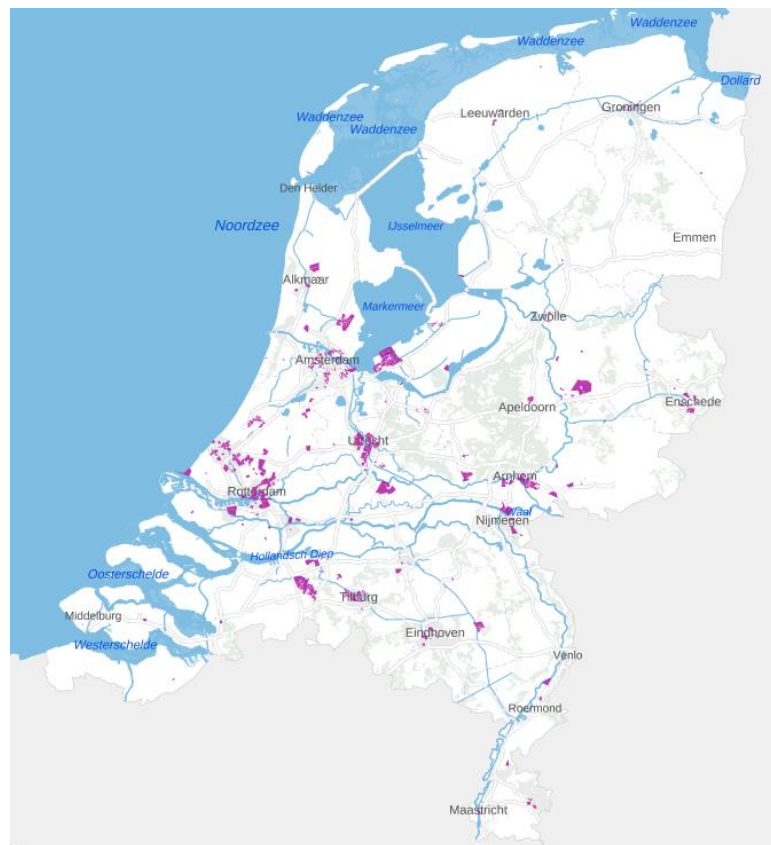 Waddenzee
Waddenzee
Dollard
Groningen
Leeuwarden
Waddenzee
Waddenzee
Den Helder
Noordzee
IJsselmeer
Emmen
Alkmaar
Markermeer
Zwolle
Amsterdam
Enschede
Apeldoorn
Utrecht
Arnhem
Rotterdam
Waal
Nijmegen
Hollandsch Diep
Oosterschelde
Tilburg
Middelburg
Eindhoven
Westerschelde
Venlo
Roermond
Maastricht